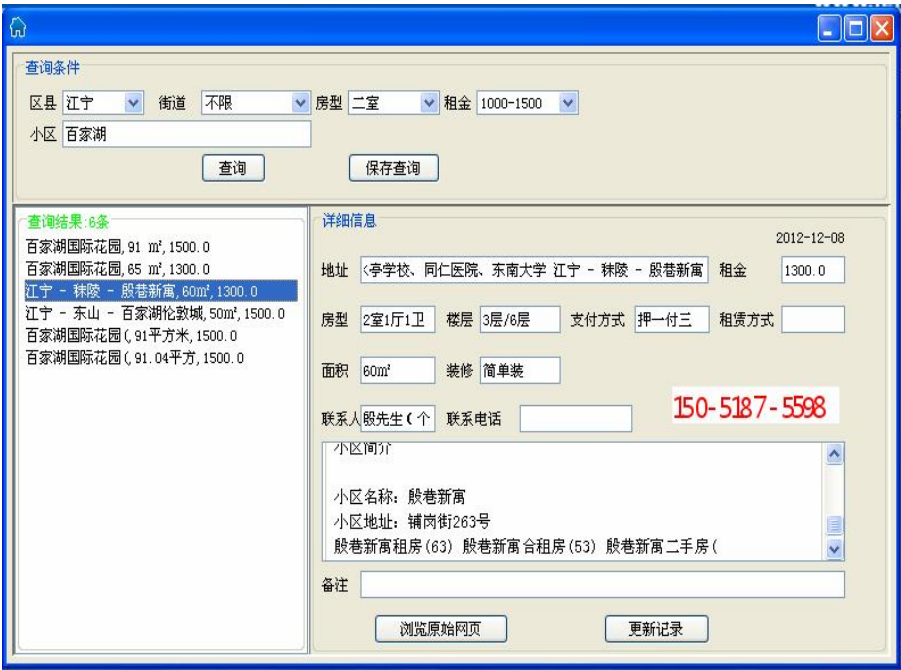 查询条件
区县 江宁 街道 不限 房型 二室 租金 1000-1500
小区 百家湖
查询 保存查询
查询结果:6条
百家湖国际花园,91 ㎡,1500.0
百家湖国际花园,65 ㎡,1300.0
江宁 - 秣陵 - 殷巷新寓,60㎡,1300.0
江宁 - 东山 - 百家湖伦敦城,50㎡,1500.0
百家湖国际花园(,91平方米,1500.0
百家湖国际花园(,91.04平方,1500.0
详细信息
2012-12-08
地址 <亭学校、同仁医院、东南大学 江宁 - 秣陵 - 殷巷新寓 租金 1300.0
房型 2室1厅1卫 楼层 3层/6层 支付方式 押一付三 租赁方式
面积 60㎡ 装修 简单装
150-5187-5598
联系人 殷先生(个 联系电话
小区简介
小区名称: 殷巷新寓
小区地址: 铺岗街263号
殷巷新寓租房(63) 殷巷新寓合租房(53) 殷巷新寓二手房(
备注
浏览原始网页 更新记录